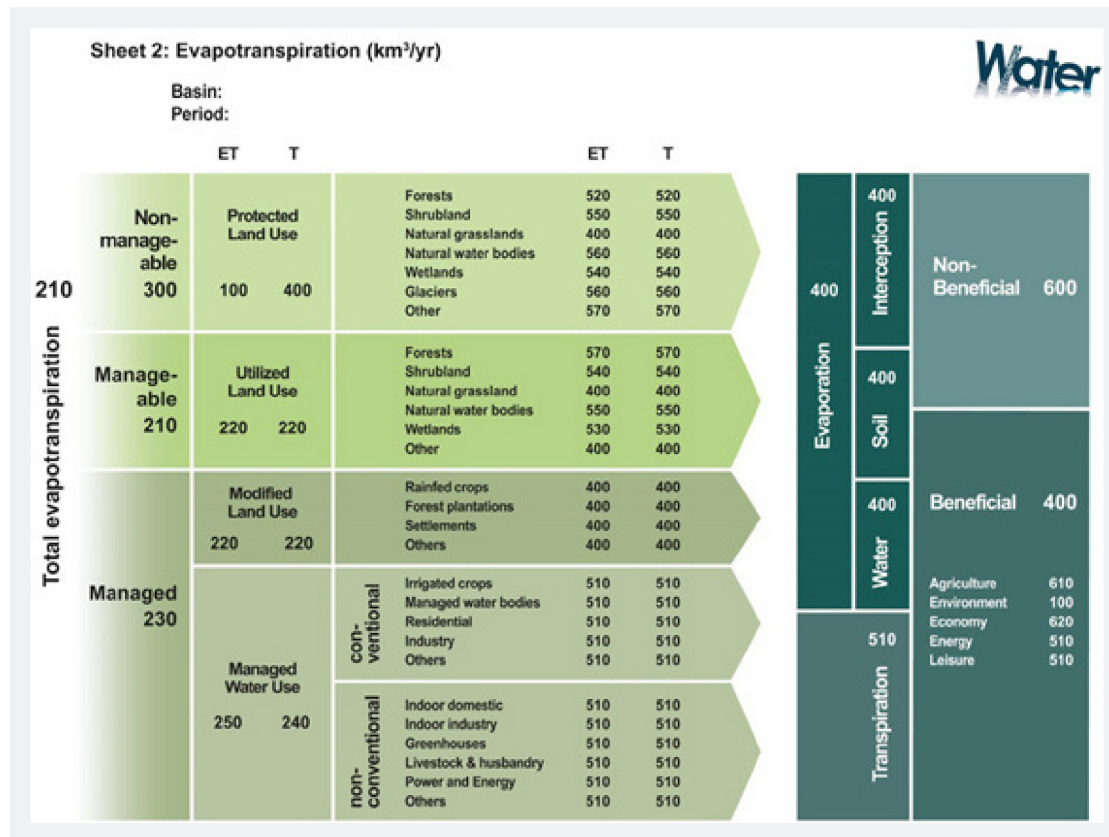 Sheet 2: Evapotranspiration (km³/yr)
Water
Basin:
Period:
ET T
ET T
210
Total evapotranspiration
Non-
manage-
able
300
Protected
Land Use
100 400
Forests 520 520
Shrubland 550 550
Natural grasslands 400 400
Natural water bodies 560 560
Wetlands 540 540
Glaciers 560 560
Other 570 570
Manage-
able
210
Utilized
Land Use
220 220
Forests 570 570
Shrubland 540 540
Natural grassland 400 400
Natural water bodies 550 550
Wetlands 530 530
Other 400 400
Managed
230
Modified
Land Use
220 220
Rainfed crops 400 400
Forest plantations 400 400
Settlements 400 400
Others 400 400
Managed
Water Use
250 240
con-
ventional
Irrigated crops 510 510
Managed water bodies 510 510
Residential 510 510
Industry 510 510
Others 510 510
non-
conventional
Indoor domestic 510 510
Indoor industry 510 510
Greenhouses 510 510
Livestock & husbandry 510 510
Power and Energy 510 510
Others 510 510
400
Evaporation
400
Interception
400
Soil
400
Water
510
Transpiration
Non-
Beneficial 600
Beneficial 400
Agriculture 610
Environment 100
Economy 620
Energy 510
Leisure 510